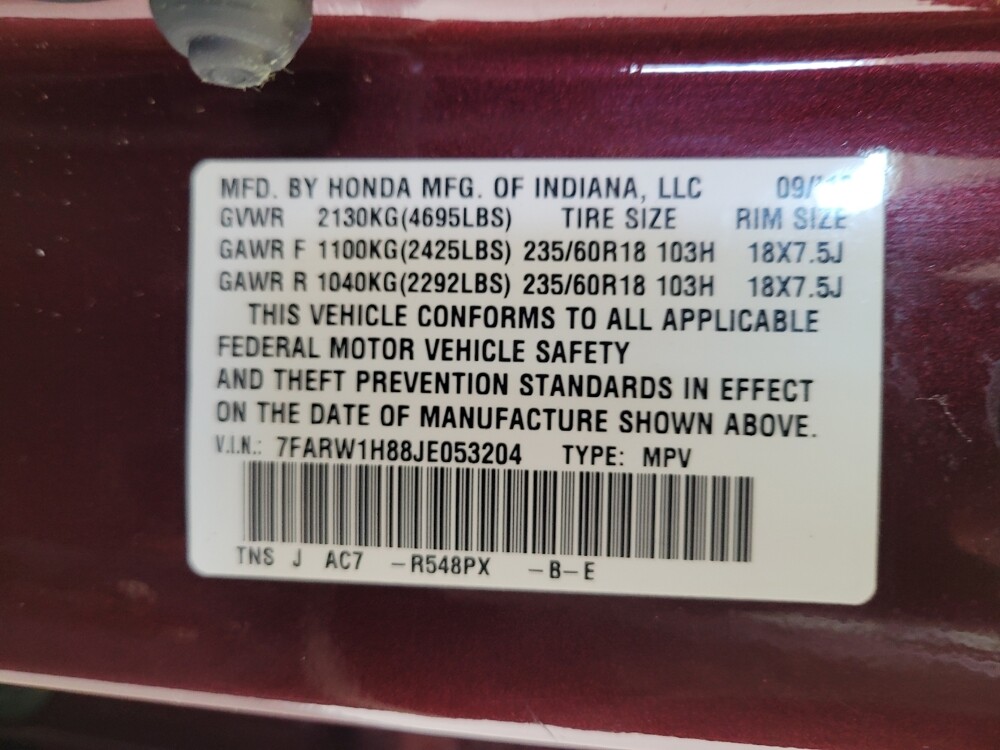 MFD. BY HONDA MFG. OF INDIANA, LLC
GVWR 2130KG(4695LBS) TIRE SIZE RIM SIZE
GAWR F 1100KG(2425LBS) 235/60R18 103H 18X7.5J
GAWR R 1040KG(2292LBS) 235/60R18 103H 18X7.5J
THIS VEHICLE CONFORMS TO ALL APPLICABLE
FEDERAL MOTOR VEHICLE SAFETY
AND THEFT PREVENTION STANDARDS IN EFFECT
ON THE DATE OF MANUFACTURE SHOWN ABOVE.
V.I.N.: 7FARW1H88JE053204 TYPE: MPV
TNS J AC7 -R548PX -B-E